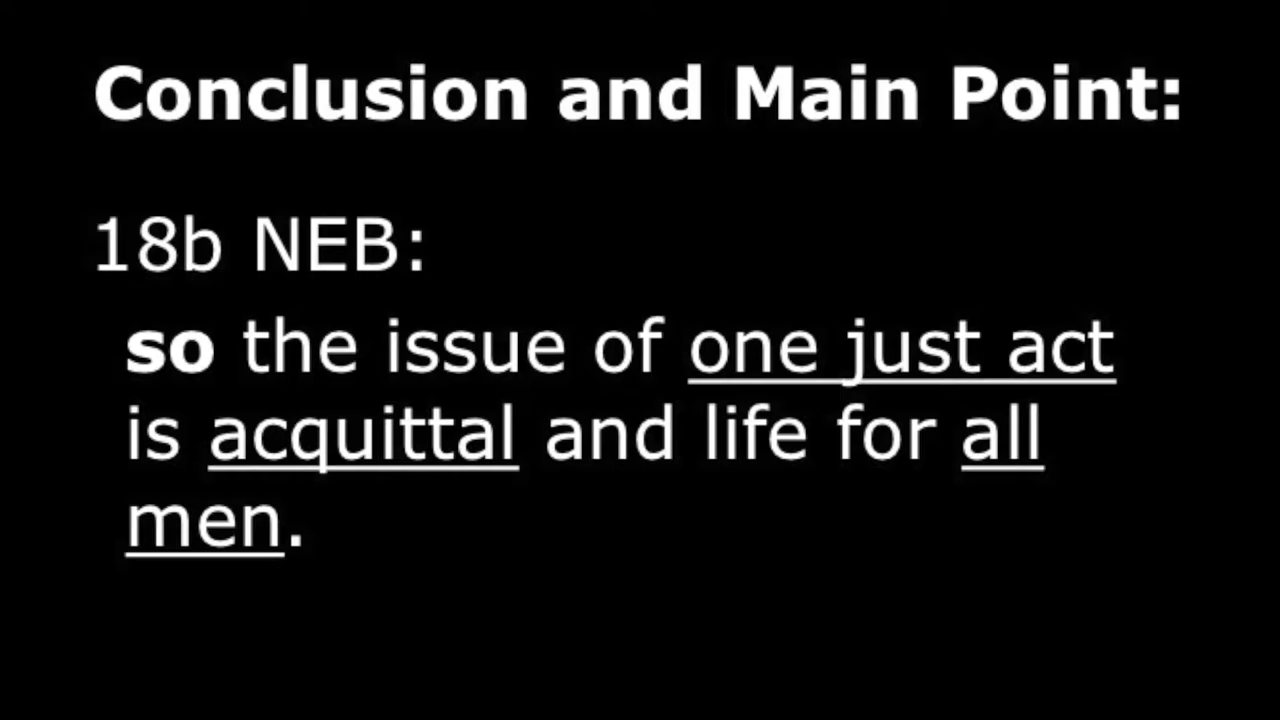 Conclusion and Main Point:
18b NEB:
so the issue of one just act
is acquittal and life for all
men.